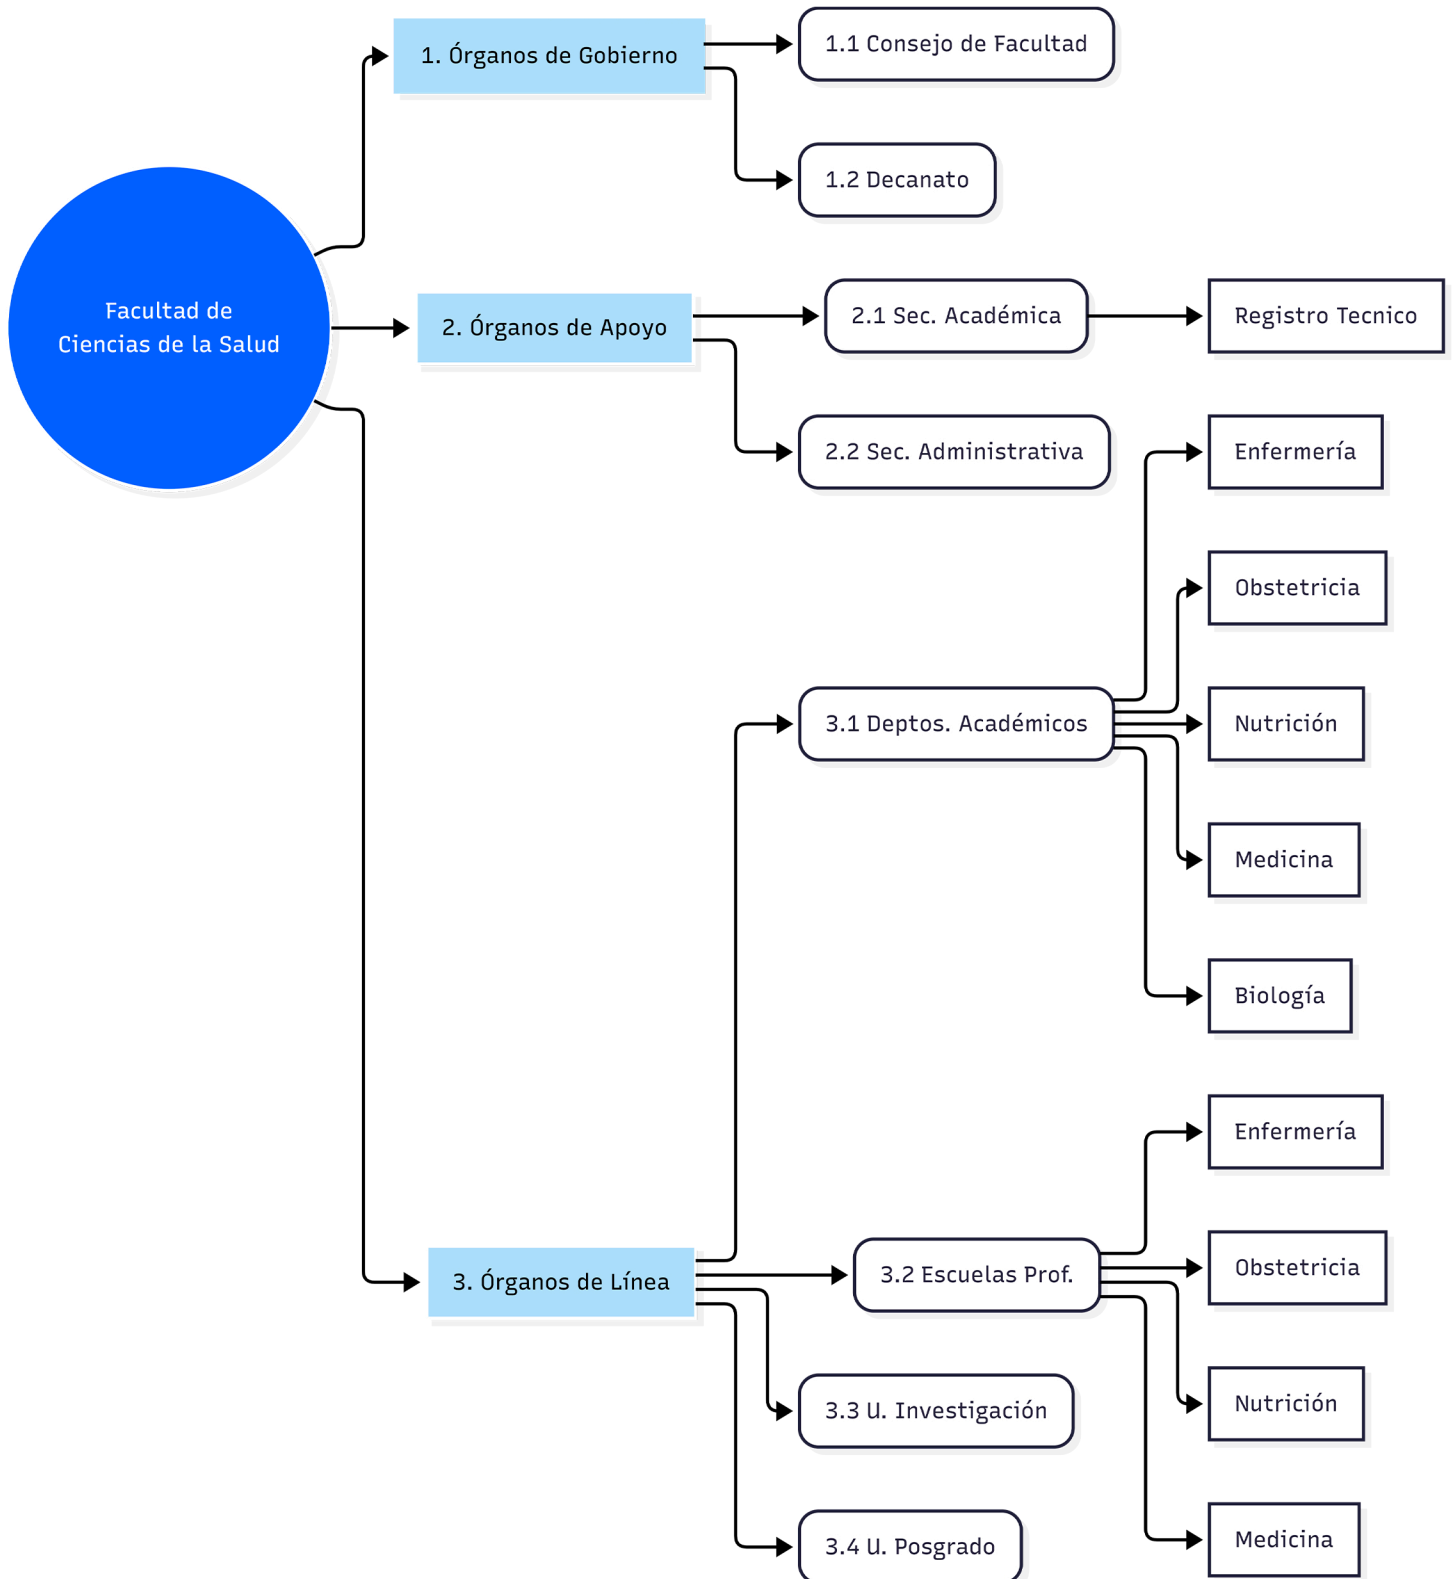 Facultad de
Ciencias de la Salud
1. Órganos de Gobierno
1.1 Consejo de Facultad
1.2 Decanato
2. Órganos de Apoyo
2.1 Sec. Académica
Registro Tecnico
2.2 Sec. Administrativa
3. Órganos de Línea
3.1 Deptos. Académicos
Enfermería
Obstetricia
Nutrición
Medicina
Biología
3.2 Escuelas Prof.
Enfermería
Obstetricia
Nutrición
Medicina
3.3 U. Investigación
3.4 U. Posgrado